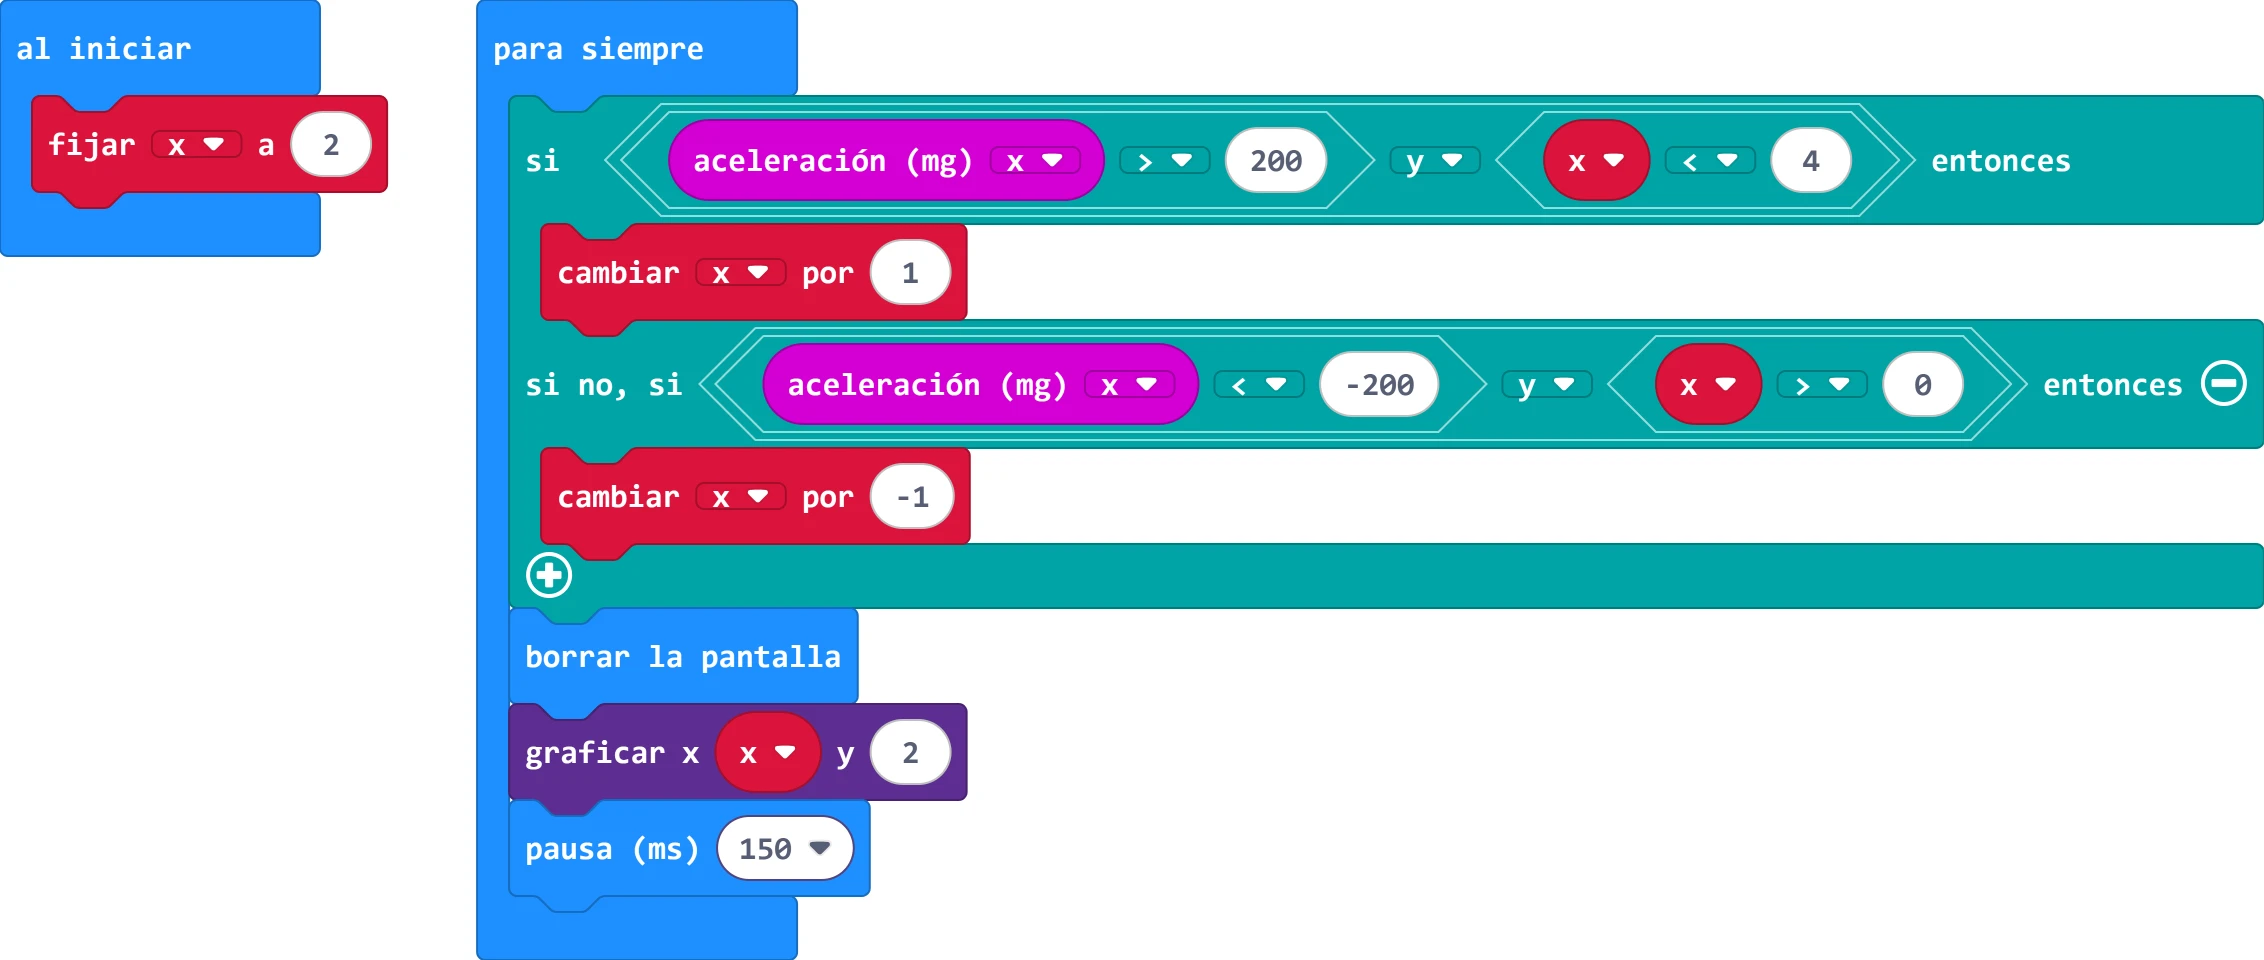 al iniciar
fijar x a 2
para siempre
si aceleración (mg) x > 200 y x < 4 entonces
cambiar x por 1
si no, si aceleración (mg) x < -200 y x > 0 entonces
cambiar x por -1
borrar la pantalla
graficar x x y 2
pausa (ms) 150